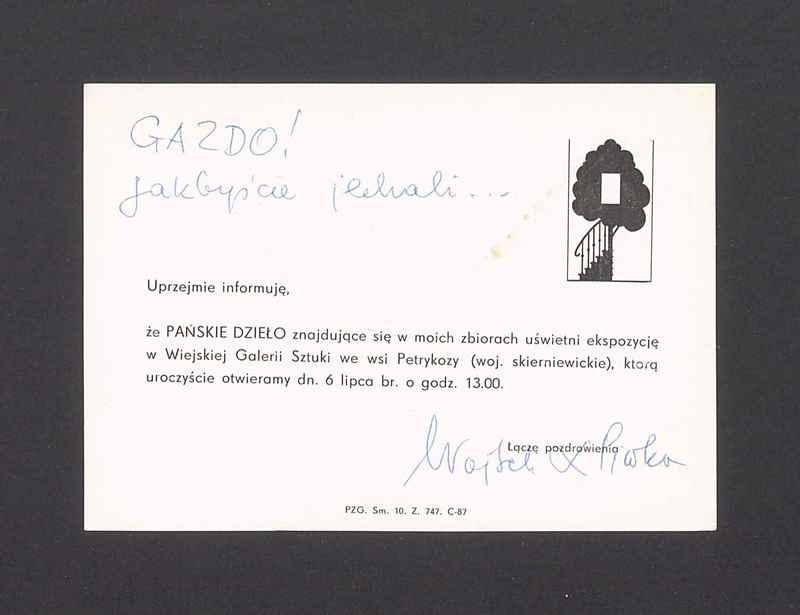 GAZDO!
jakbyście jechali...
Uprzejmie informuję,
że PAŃSKIE DZIEŁO znajdujące się w moich zbiorach uświetni ekspozycję
w Wiejskiej Galerii Sztuki we wsi Petrykozy (woj. skierniewickie), którą
uroczyście otwieramy dn. 6 lipca br. o godz. 13.00.
Łączę pozdrowienia
PZG. Sm. 10. Z. 747. C-87